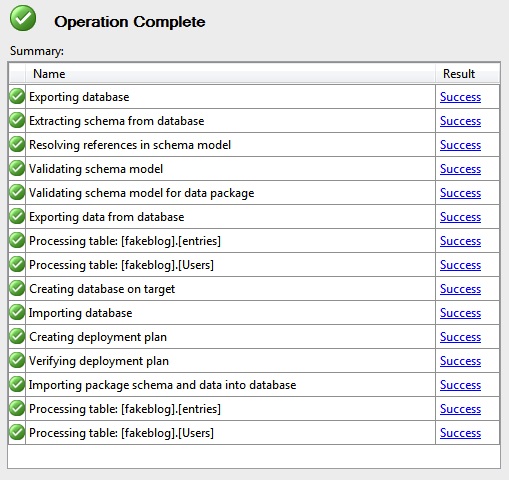 Operation Complete
Summary:
Name Result
Exporting database Success
Extracting schema from database Success
Resolving references in schema model Success
Validating schema model Success
Validating schema model for data package Success
Exporting data from database Success
Processing table: [fakeblog].[entries] Success
Processing table: [fakeblog].[Users] Success
Creating database on target Success
Importing database Success
Creating deployment plan Success
Verifying deployment plan Success
Importing package schema and data into database Success
Processing table: [fakeblog].[entries] Success
Processing table: [fakeblog].[Users] Success